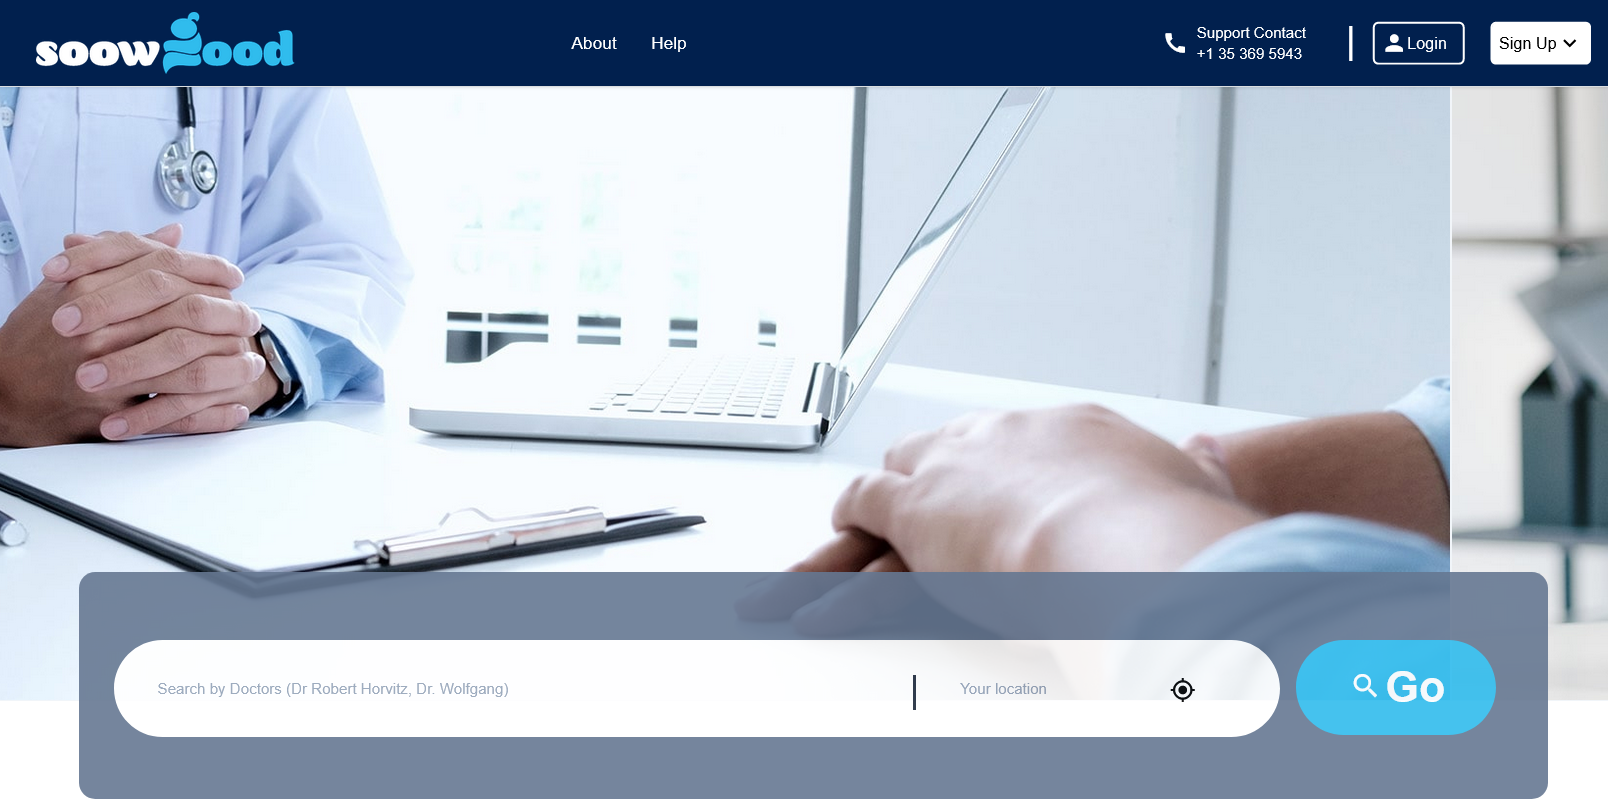 soowgood
About
Help
Support Contact
+1 35 369 5943
Login
Sign Up
Search by Doctors (Dr Robert Horvitz, Dr. Wolfgang)
Your location
Go